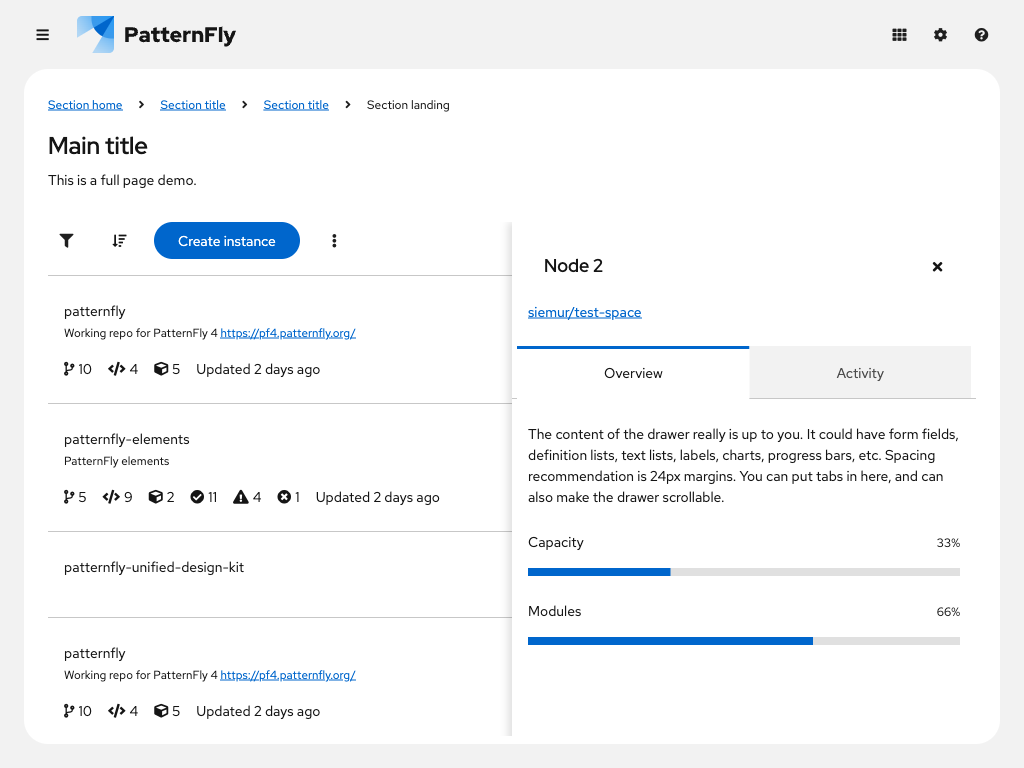 PatternFly
Section home Section title Section title Section landing
Main title
This is a full page demo.
Create instance
patternfly
Working repo for PatternFly 4 https://pf4.patternfly.org/
10 4 5 Updated 2 days ago
patternfly-elements
PatternFly elements
5 9 2 11 4 1 Updated 2 days ago
patternfly-unified-design-kit
patternfly
Working repo for PatternFly 4 https://pf4.patternfly.org/
10 4 5 Updated 2 days ago
Node 2
siemur/test-space
Overview Activity
The content of the drawer really is up to you. It could have form fields,
definition lists, text lists, labels, charts, progress bars, etc. Spacing
recommendation is 24px margins. You can put tabs in here, and can
also make the drawer scrollable.
Capacity 33%
Modules 66%